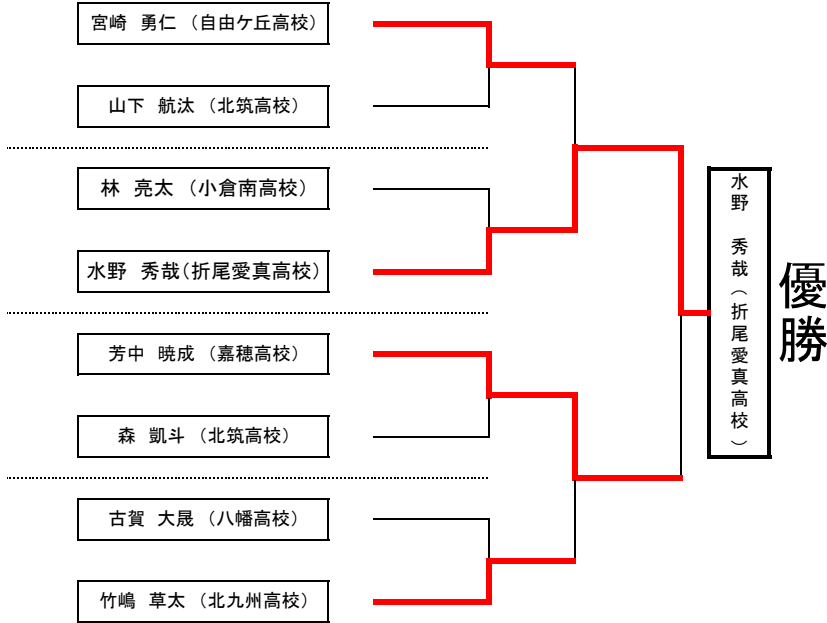 宮崎　勇仁　（自由ケ丘高校）
山下　航汰　（北筑高校）
林　亮太　（小倉南高校）
水野　秀哉（折尾愛真高校）
芳中　暁成　（嘉穂高校）
森　凱斗　（北筑高校）
古賀　大晟　（八幡高校）
竹嶋　草太　（北九州高校）
水野　秀哉（折尾愛真高校）
優勝